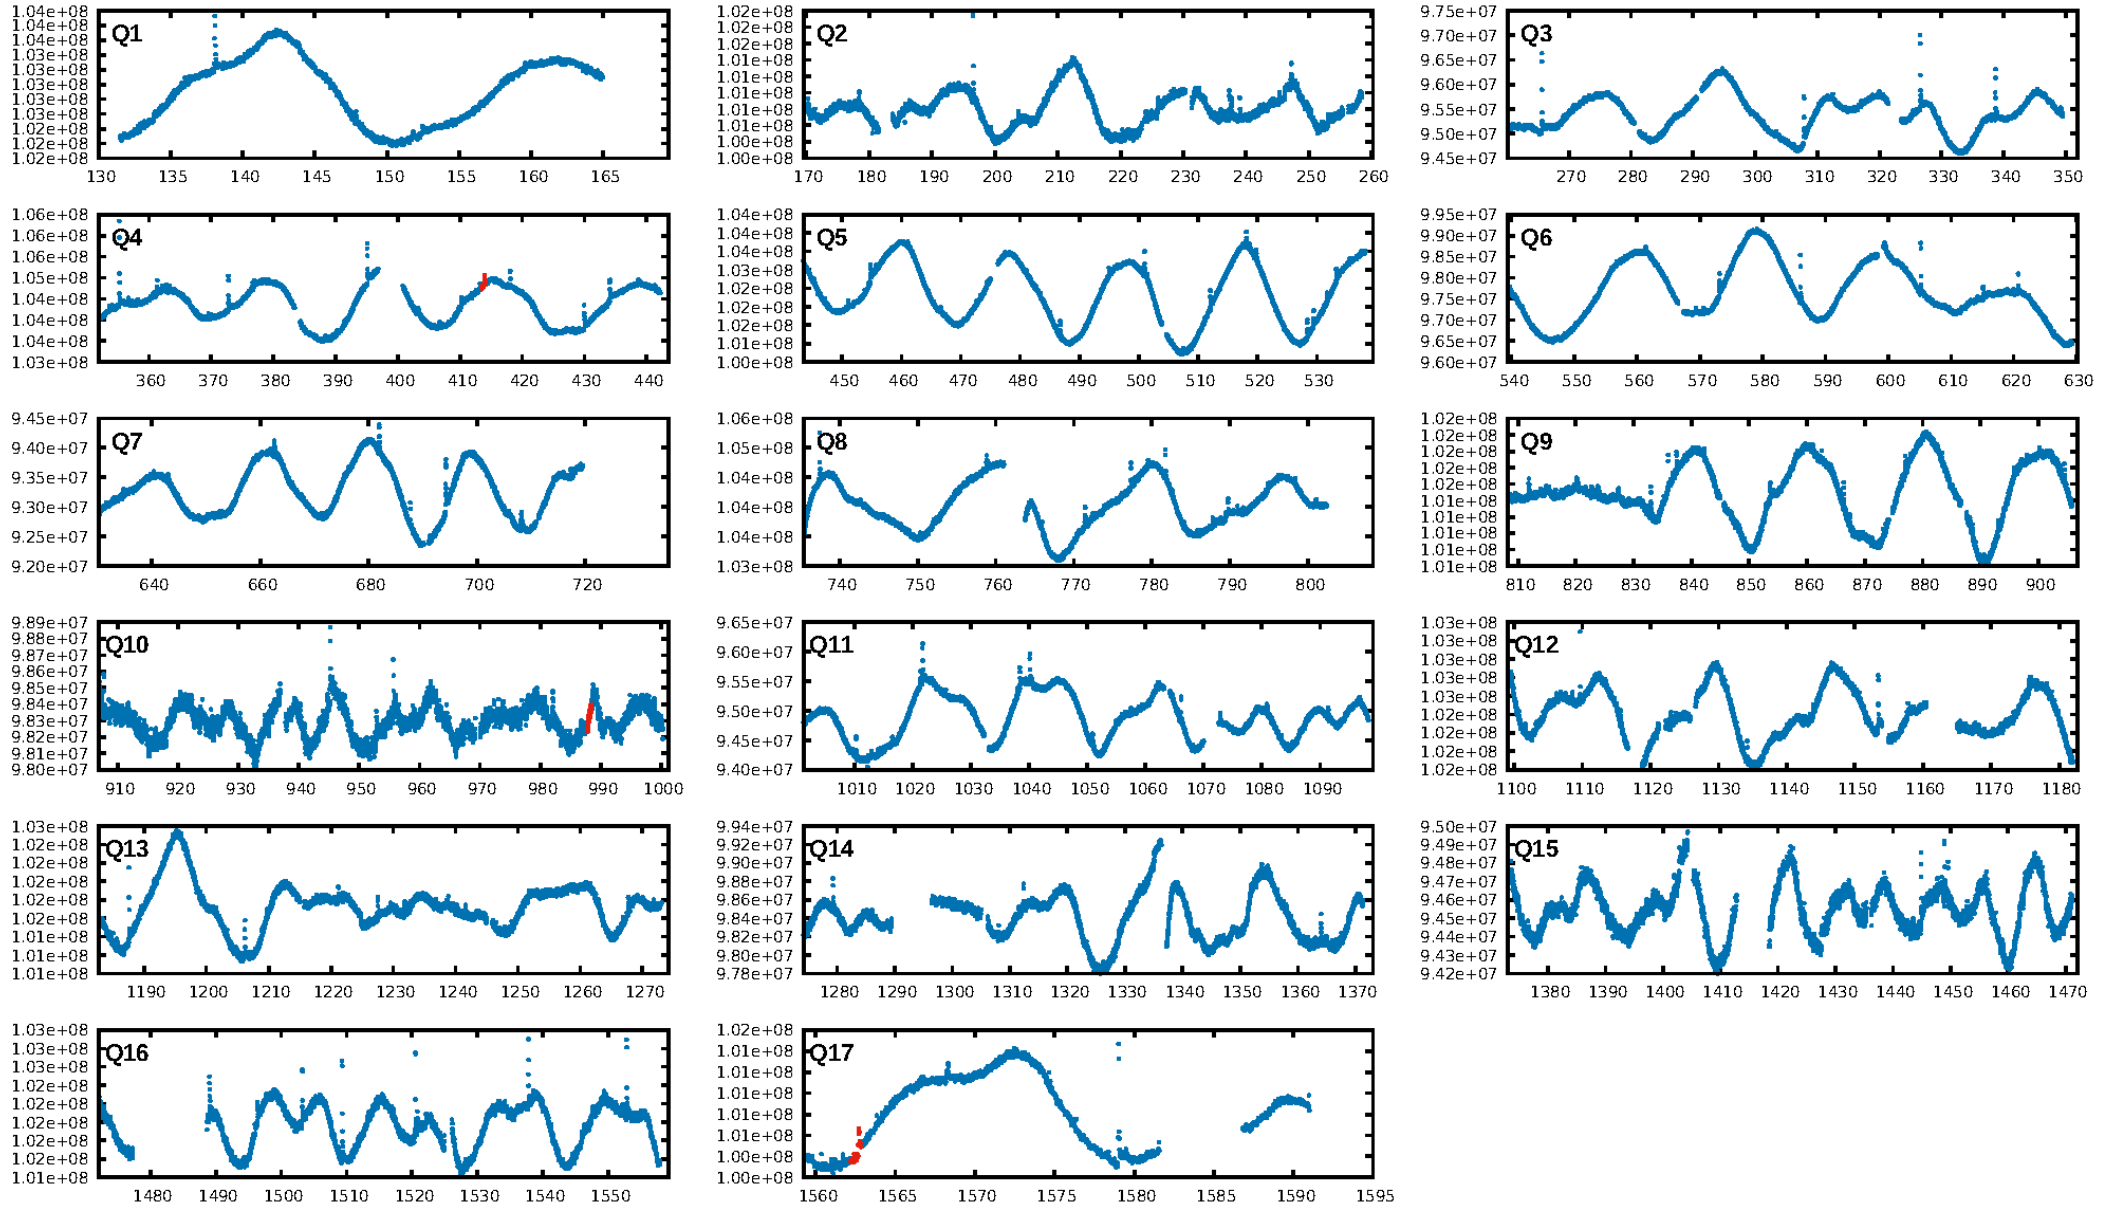 Q1
1.04e+08
1.04e+08
1.04e+08
1.03e+08
1.03e+08
1.03e+08
1.03e+08
1.03e+08
1.02e+08
1.02e+08
1.02e+08
130 135 140 145 150 155 160 165
Q2
1.02e+08
1.02e+08
1.02e+08
1.01e+08
1.01e+08
1.01e+08
1.01e+08
1.01e+08
1.00e+08
1.00e+08
170 180 190 200 210 220 230 240 250 260
Q3
9.75e+07
9.70e+07
9.65e+07
9.60e+07
9.55e+07
9.50e+07
9.45e+07
270 280 290 300 310 320 330 340 350
Q4
1.06e+08
1.06e+08
1.05e+08
1.05e+08
1.04e+08
1.04e+08
1.04e+08
1.03e+08
360 370 380 390 400 410 420 430 440
Q5
1.04e+08
1.04e+08
1.04e+08
1.03e+08
1.02e+08
1.02e+08
1.02e+08
1.01e+08
1.00e+08
450 460 470 480 490 500 510 520 530
Q6
9.95e+07
9.90e+07
9.85e+07
9.80e+07
9.75e+07
9.70e+07
9.65e+07
9.60e+07
540 550 560 570 580 590 600 610 620 630
Q7
9.45e+07
9.40e+07
9.35e+07
9.30e+07
9.25e+07
9.20e+07
640 660 680 700 720
Q8
1.06e+08
1.05e+08
1.04e+08
1.04e+08
1.04e+08
1.03e+08
740 750 760 770 780 790 800
Q9
1.02e+08
1.02e+08
1.02e+08
1.02e+08
1.02e+08
1.01e+08
1.01e+08
1.01e+08
1.01e+08
1.01e+08
810 820 830 840 850 860 870 880 890 900
Q10
9.89e+07
9.88e+07
9.87e+07
9.86e+07
9.85e+07
9.84e+07
9.83e+07
9.82e+07
9.81e+07
9.80e+07
910 920 930 940 950 960 970 980 990 1000
Q11
9.65e+07
9.60e+07
9.55e+07
9.50e+07
9.45e+07
9.40e+07
1010 1020 1030 1040 1050 1060 1070 1080 1090
Q12
1.03e+08
1.03e+08
1.03e+08
1.03e+08
1.03e+08
1.02e+08
1.02e+08
1.02e+08
1.02e+08
1100 1110 1120 1130 1140 1150 1160 1170 1180
Q13
1.03e+08
1.02e+08
1.02e+08
1.02e+08
1.02e+08
1.02e+08
1.01e+08
1.01e+08
1.01e+08
1190 1200 1210 1220 1230 1240 1250 1260 1270
Q14
9.94e+07
9.92e+07
9.90e+07
9.88e+07
9.86e+07
9.84e+07
9.82e+07
9.80e+07
9.78e+07
1280 1290 1300 1310 1320 1330 1340 1350 1360 1370
Q15
9.50e+07
9.49e+07
9.48e+07
9.47e+07
9.46e+07
9.45e+07
9.44e+07
9.43e+07
9.42e+07
1380 1390 1400 1410 1420 1430 1440 1450 1460 1470
Q16
1.03e+08
1.03e+08
1.02e+08
1.02e+08
1.02e+08
1.02e+08
1.02e+08
1.02e+08
1.01e+08
1480 1490 1500 1510 1520 1530 1540 1550
Q17
1.02e+08
1.01e+08
1.01e+08
1.01e+08
1.01e+08
1.01e+08
1.00e+08
1.00e+08
1560 1565 1570 1575 1580 1585 1590 1595